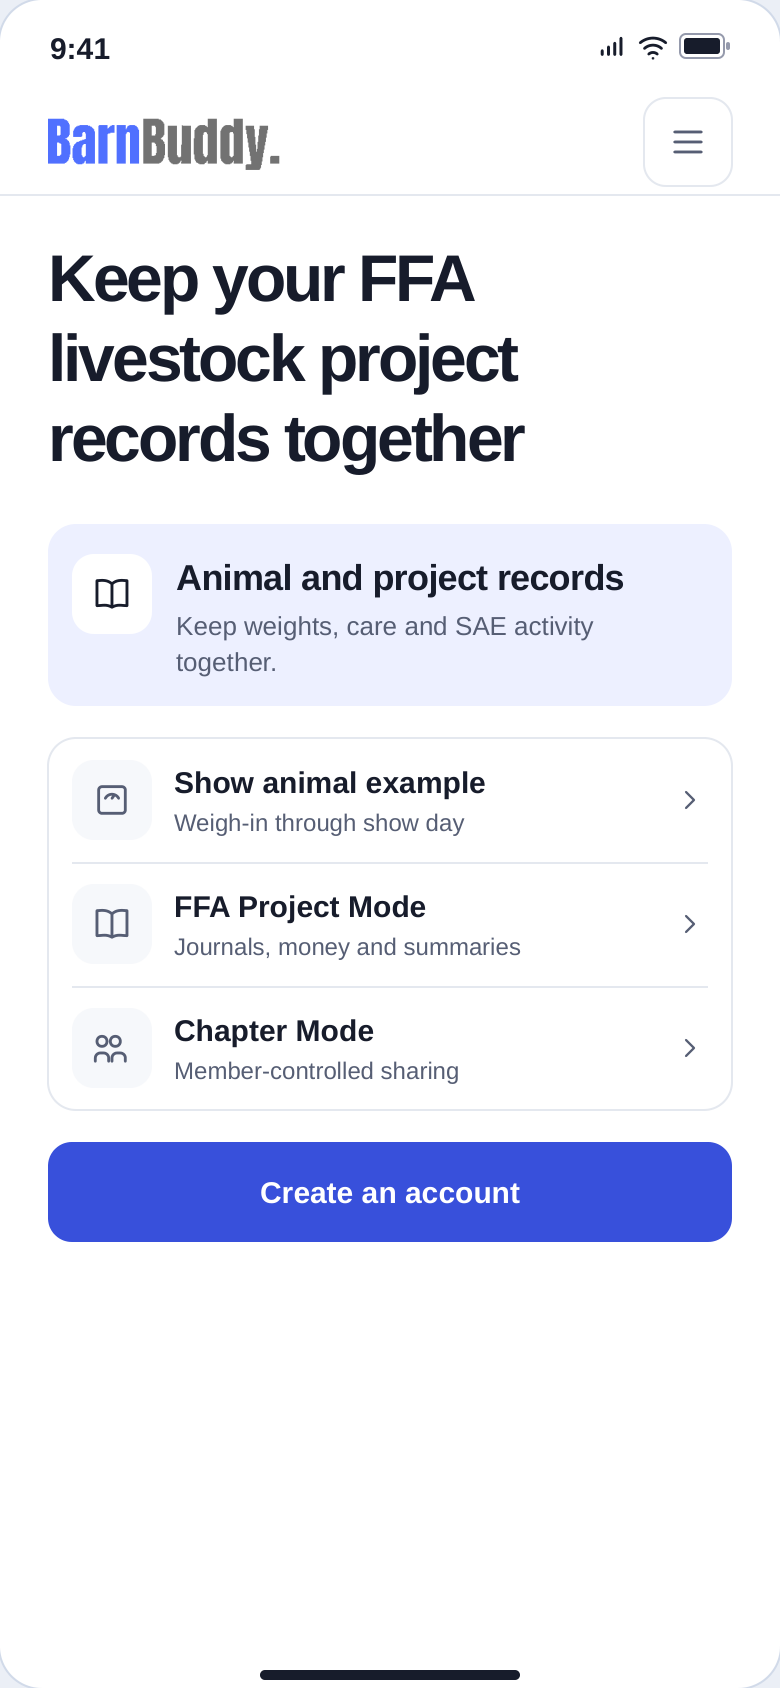 9:41
BarnBuddy.
Keep your FFA
livestock project
records together
Animal and project records
Keep weights, care and SAE activity
together.
Show animal example
Weigh-in through show day
FFA Project Mode
Journals, money and summaries
Chapter Mode
Member-controlled sharing
Create an account